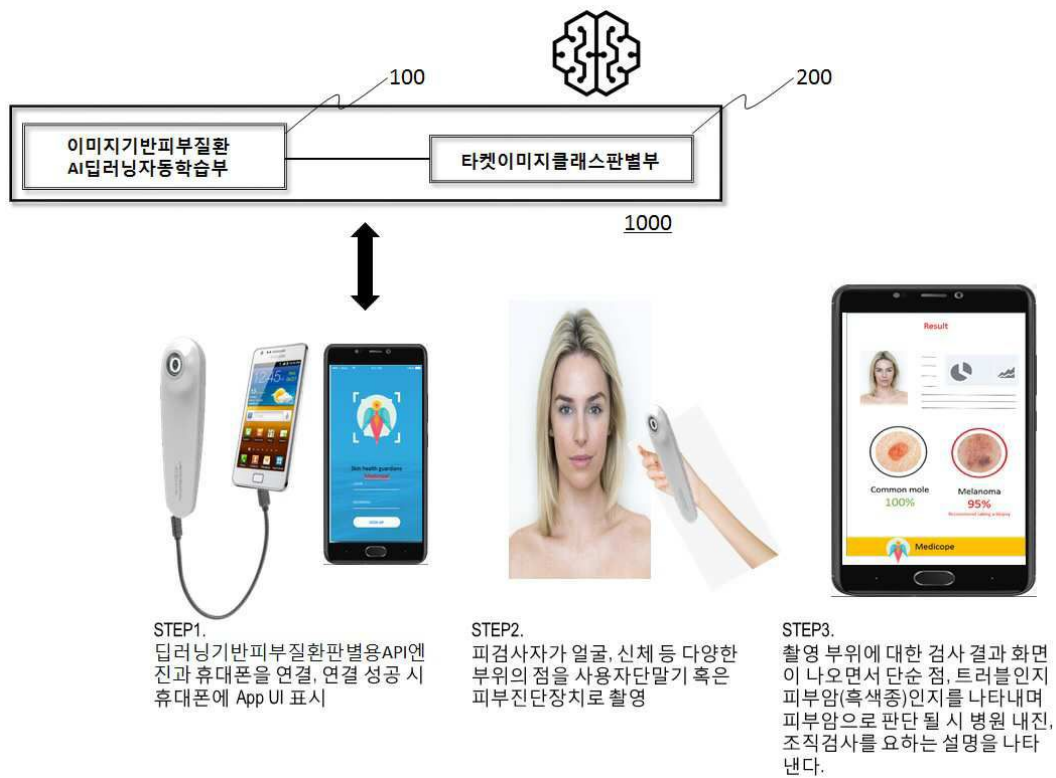 100
200
이미지기반피부질환
AI딥러닝자동학습부
타켓이미지클래스판별부
1000
12:45
Skin health guardians
SIGN UP
Result
Common mole
100%
Melanoma
95%
Recommend taking a biopsy
Medicope
STEP1.
딥러닝기반피부질환판별용API엔
진과 휴대폰을 연결, 연결 성공 시
휴대폰에 App UI 표시
STEP2.
피검사자가 얼굴, 신체 등 다양한
부위의 점을 사용자단말기 혹은
피부진단장치로 촬영
STEP3.
촬영 부위에 대한 검사 결과 화면
이 나오면서 단순 점, 트러블인지
피부암(흑색종)인지를 나타내며
피부암으로 판단 될 시 병원 내진,
조직검사를 요하는 설명을 나타
낸다.